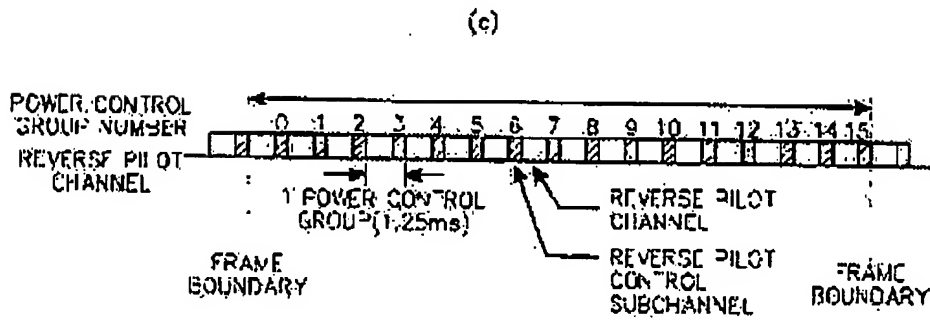 (c)
POWER CONTROL
GROUP NUMBER
0 1 2 3 4 5 6 7 8 9 10 11 12 13 14 15
REVERSE PILOT
CHANNEL
1 POWER CONTROL
GROUP(1.25ms)
REVERSE PILOT
CHANNEL
REVERSE PILOT
CONTROL
SUBCHANNEL
FRAME
BOUNDARY
FRAME
BOUNDARY